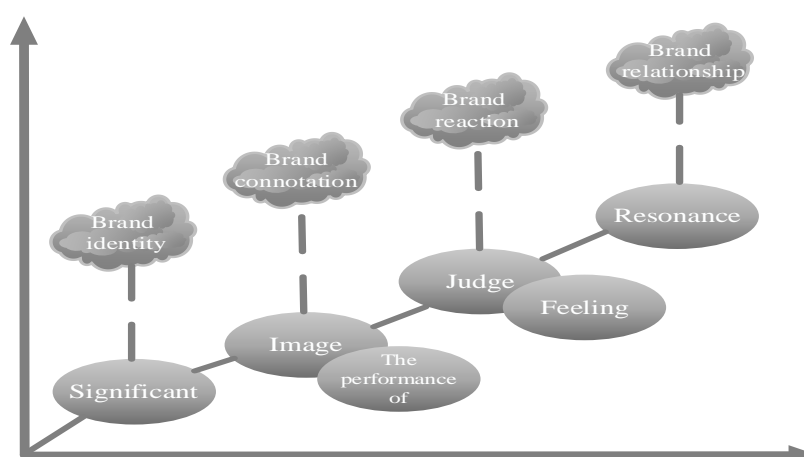 Brand
identity
Brand
connotation
Brand
reaction
Brand
relationship
Significant
Image
The
performance
of
Judge
Feeling
Resonance